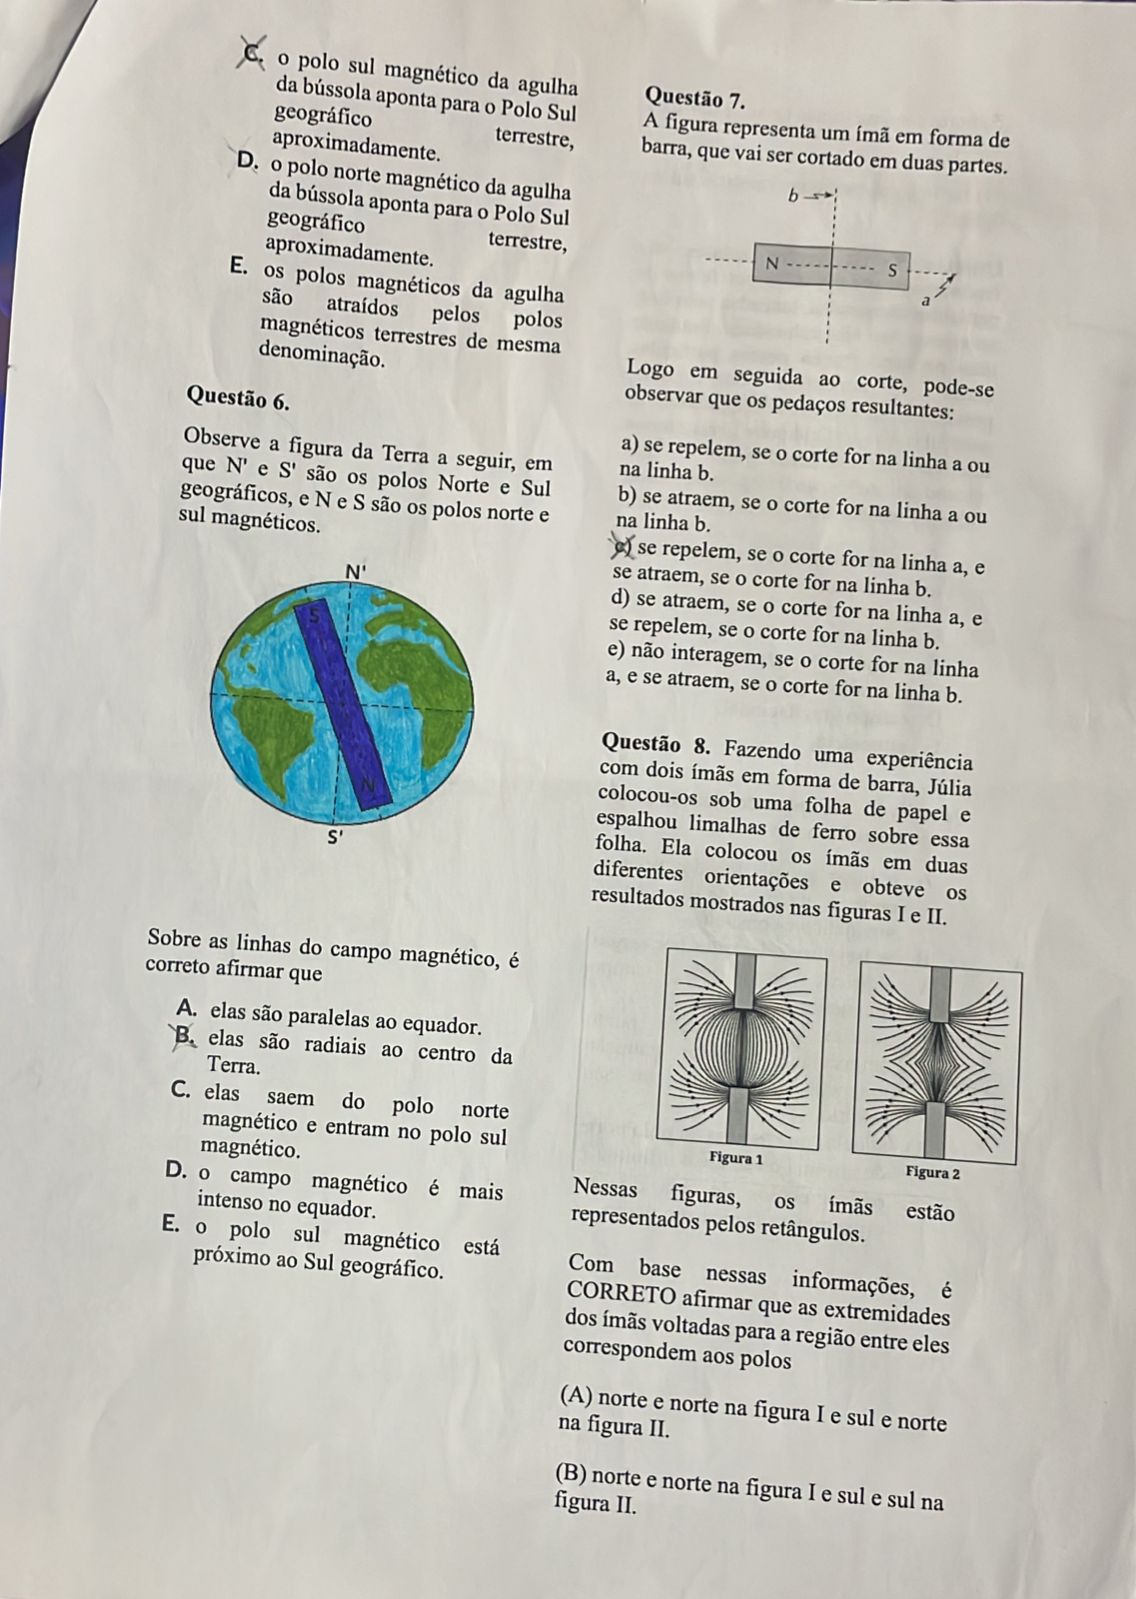 C. o polo sul magnético da agulha
da bússola aponta para o Polo Sul
geográfico terrestre,
aproximadamente.
D. o polo norte magnético da agulha
da bússola aponta para o Polo Sul
geográfico terrestre,
aproximadamente.
E. os polos magnéticos da agulha
são atraídos pelos polos
magnéticos terrestres de mesma
denominação.
Questão 6.
Observe a figura da Terra a seguir, em
que N' e S' são os polos Norte e Sul
geográficos, e N e S são os polos norte e
sul magnéticos.
N'
S
N
S'
Sobre as linhas do campo magnético, é
correto afirmar que
A. elas são paralelas ao equador.
B. elas são radiais ao centro da
Terra.
C. elas saem do polo norte
magnético e entram no polo sul
magnético.
D. o campo magnético é mais
intenso no equador.
E. o polo sul magnético está
próximo ao Sul geográfico.
Questão 7.
A figura representa um ímã em forma de
barra, que vai ser cortado em duas partes.
b
N S
a
Logo em seguida ao corte, pode-se
observar que os pedaços resultantes:
a) se repelem, se o corte for na linha a ou
na linha b.
b) se atraem, se o corte for na linha a ou
na linha b.
c) se repelem, se o corte for na linha a, e
se atraem, se o corte for na linha b.
d) se atraem, se o corte for na linha a, e
se repelem, se o corte for na linha b.
e) não interagem, se o corte for na linha
a, e se atraem, se o corte for na linha b.
Questão 8. Fazendo uma experiência
com dois ímãs em forma de barra, Júlia
colocou-os sob uma folha de papel e
espalhou limalhas de ferro sobre essa
folha. Ela colocou os ímãs em duas
diferentes orientações e obteve os
resultados mostrados nas figuras I e II.
Figura 1
Figura 2
Nessas figuras, os ímãs estão
representados pelos retângulos.
Com base nessas informações, é
CORRETO afirmar que as extremidades
dos ímãs voltadas para a região entre eles
correspondem aos polos
(A) norte e norte na figura I e sul e norte
na figura II.
(B) norte e norte na figura I e sul e sul na
figura II.